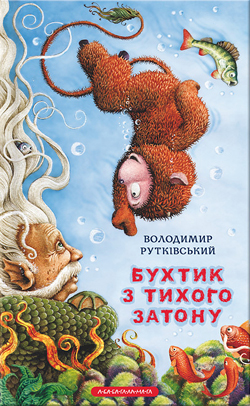 ВОЛОДИМИР
РУТКІВСЬКИЙ
БУХТИК
З ТИХОГО
ЗАТОНУ
А-БА-БА-ГА-ЛА-МА-ГА